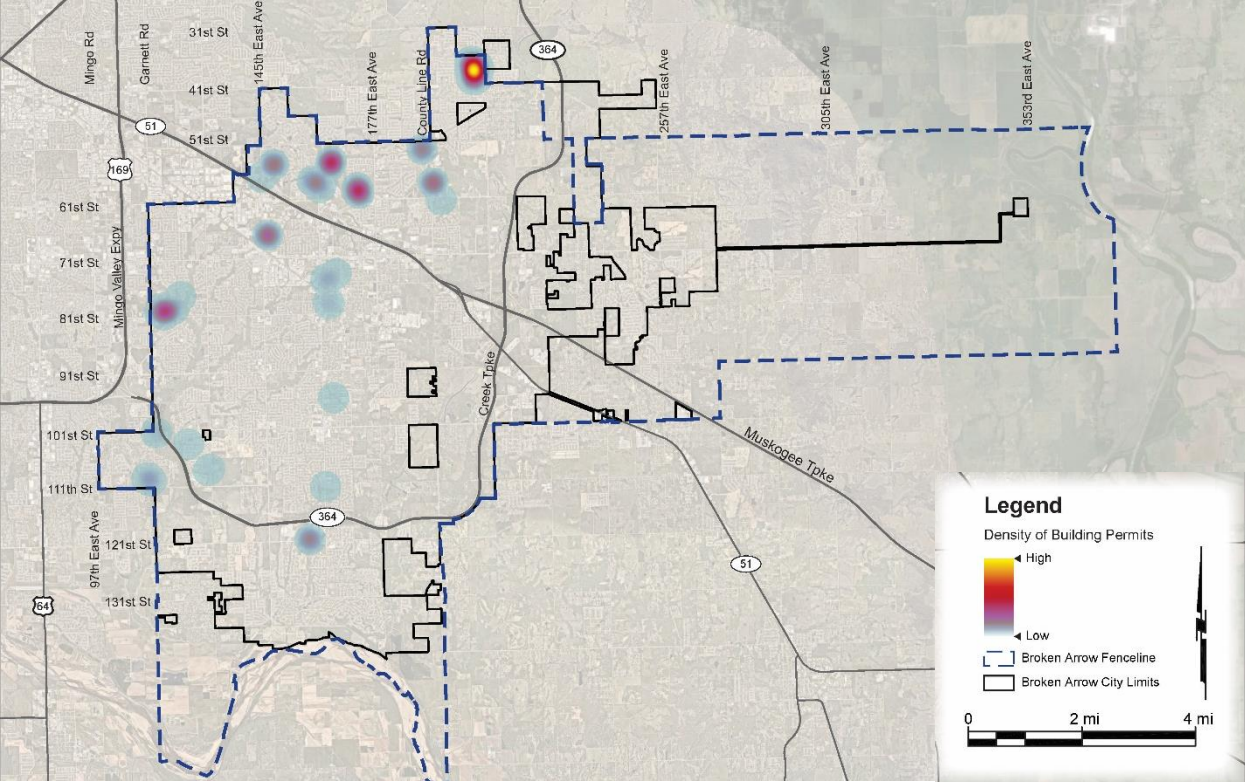 Mingo Rd
Garnett Rd
145th East Ave
177th East Ave
County Line Rd
257th East Ave
305th East Ave
353rd East Ave
31st St
364
41st St
51
51st St
169
61st St
Mingo Valley Expy
71st St
81st St
Creek Tpke
91st St
101st St
Muskogee Tpke
111th St
364
97th East Ave
121st St
51
131st St
64
Legend
Density of Building Permits
High
Low
Broken Arrow Fenceline
Broken Arrow City Limits
0 2 mi 4 mi
N